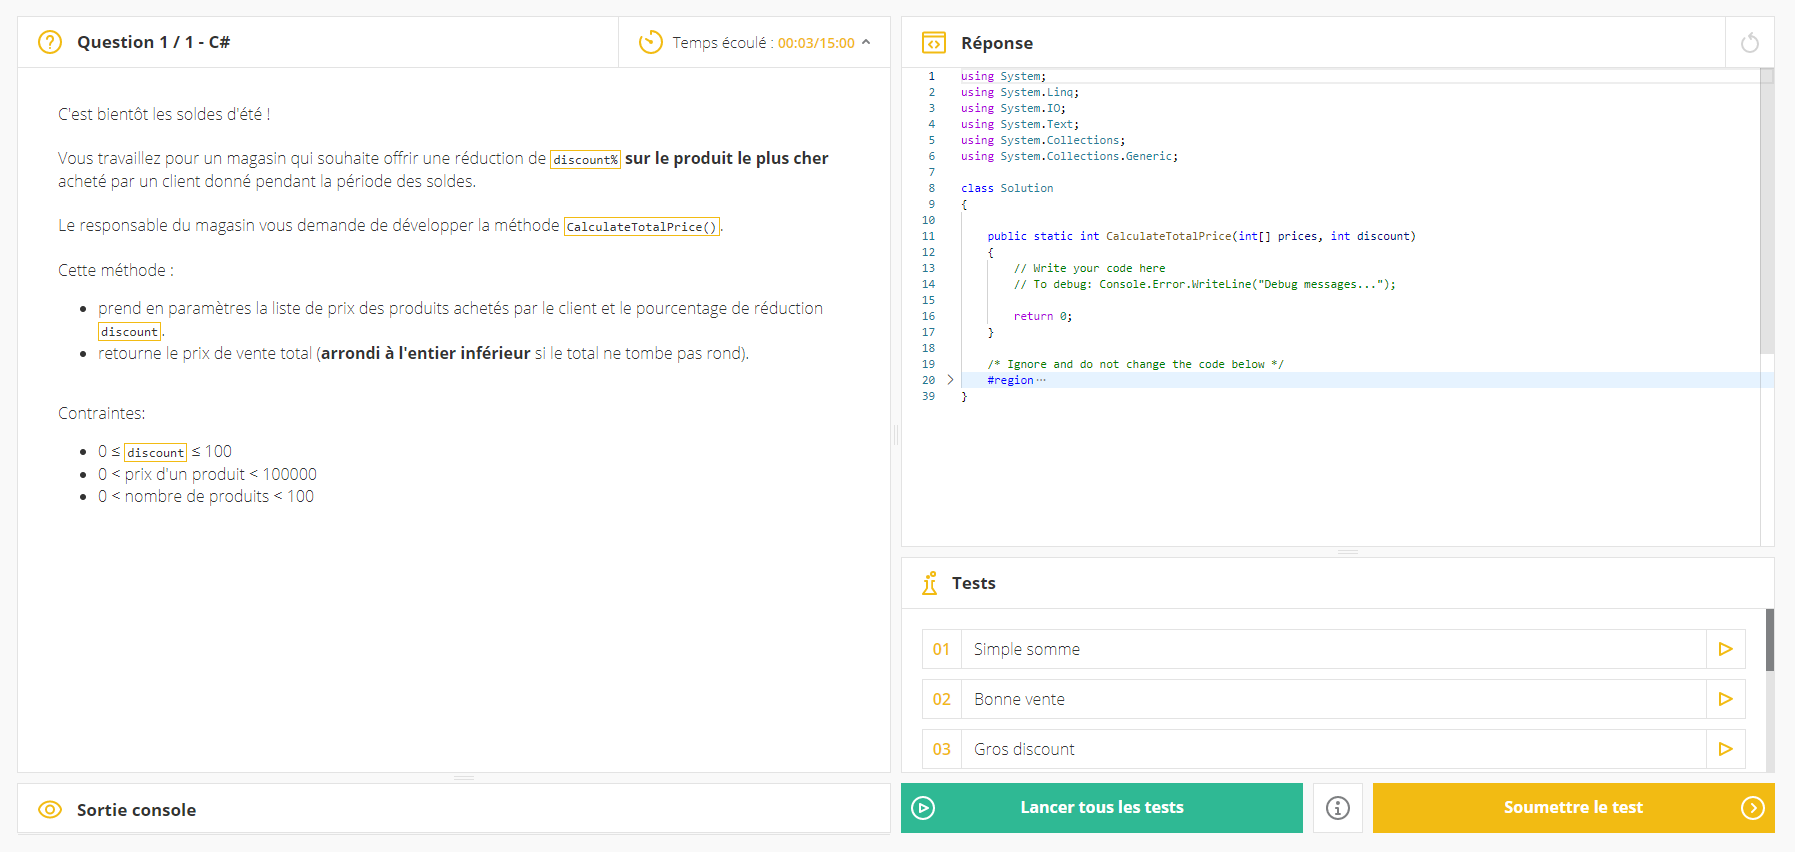 Question 1 / 1 - C#
Temps écoulé : 00:03/15:00
C'est bientôt les soldes d'été !
Vous travaillez pour un magasin qui souhaite offrir une réduction de discount% sur le produit le plus cher
acheté par un client donné pendant la période des soldes.
Le responsable du magasin vous demande de développer la méthode CalculateTotalPrice().
Cette méthode :
prend en paramètres la liste de prix des produits achetés par le client et le pourcentage de réduction
discount.
retourne le prix de vente total (arrondi à l'entier inférieur si le total ne tombe pas rond).
Contraintes:
0 ≤ discount ≤ 100
0 < prix d'un produit < 100000
0 < nombre de produits < 100
Sortie console
Réponse
1 using System;
2 using System.Linq;
3 using System.IO;
4 using System.Text;
5 using System.Collections;
6 using System.Collections.Generic;
7
8 class Solution
9 {
10
11 public static int CalculateTotalPrice(int[] prices, int discount)
12 {
13 // Write your code here
14 // To debug: Console.Error.WriteLine("Debug messages...");
15
16 return 0;
17 }
18
19 /* Ignore and do not change the code below */
20 #region ...
39 }
Tests
01 Simple somme
02 Bonne vente
03 Gros discount
Lancer tous les tests
Soumettre le test